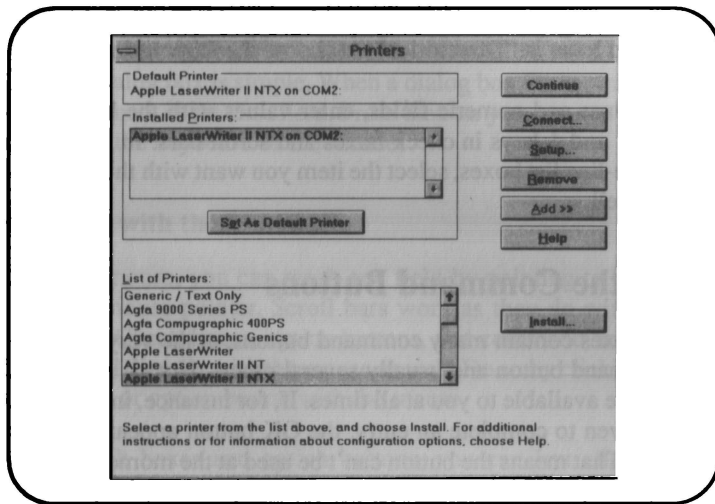 Printers
Default Printer
Apple LaserWriter II NTX on COM2:
Installed Printers:
Apple LaserWriter II NTX on COM2:
Set As Default Printer
Continue
Connect...
Setup...
Remove
Add >>
Help
List of Printers:
Generic / Text Only
Agfa 9000 Series PS
Agfa Compugraphic 400PS
Agfa Compugraphic Genics
Apple LaserWriter
Apple LaserWriter II NT
Apple LaserWriter II NTX
Install...
Select a printer from the list above, and choose Install. For additional
instructions or for information about configuration options, choose Help.